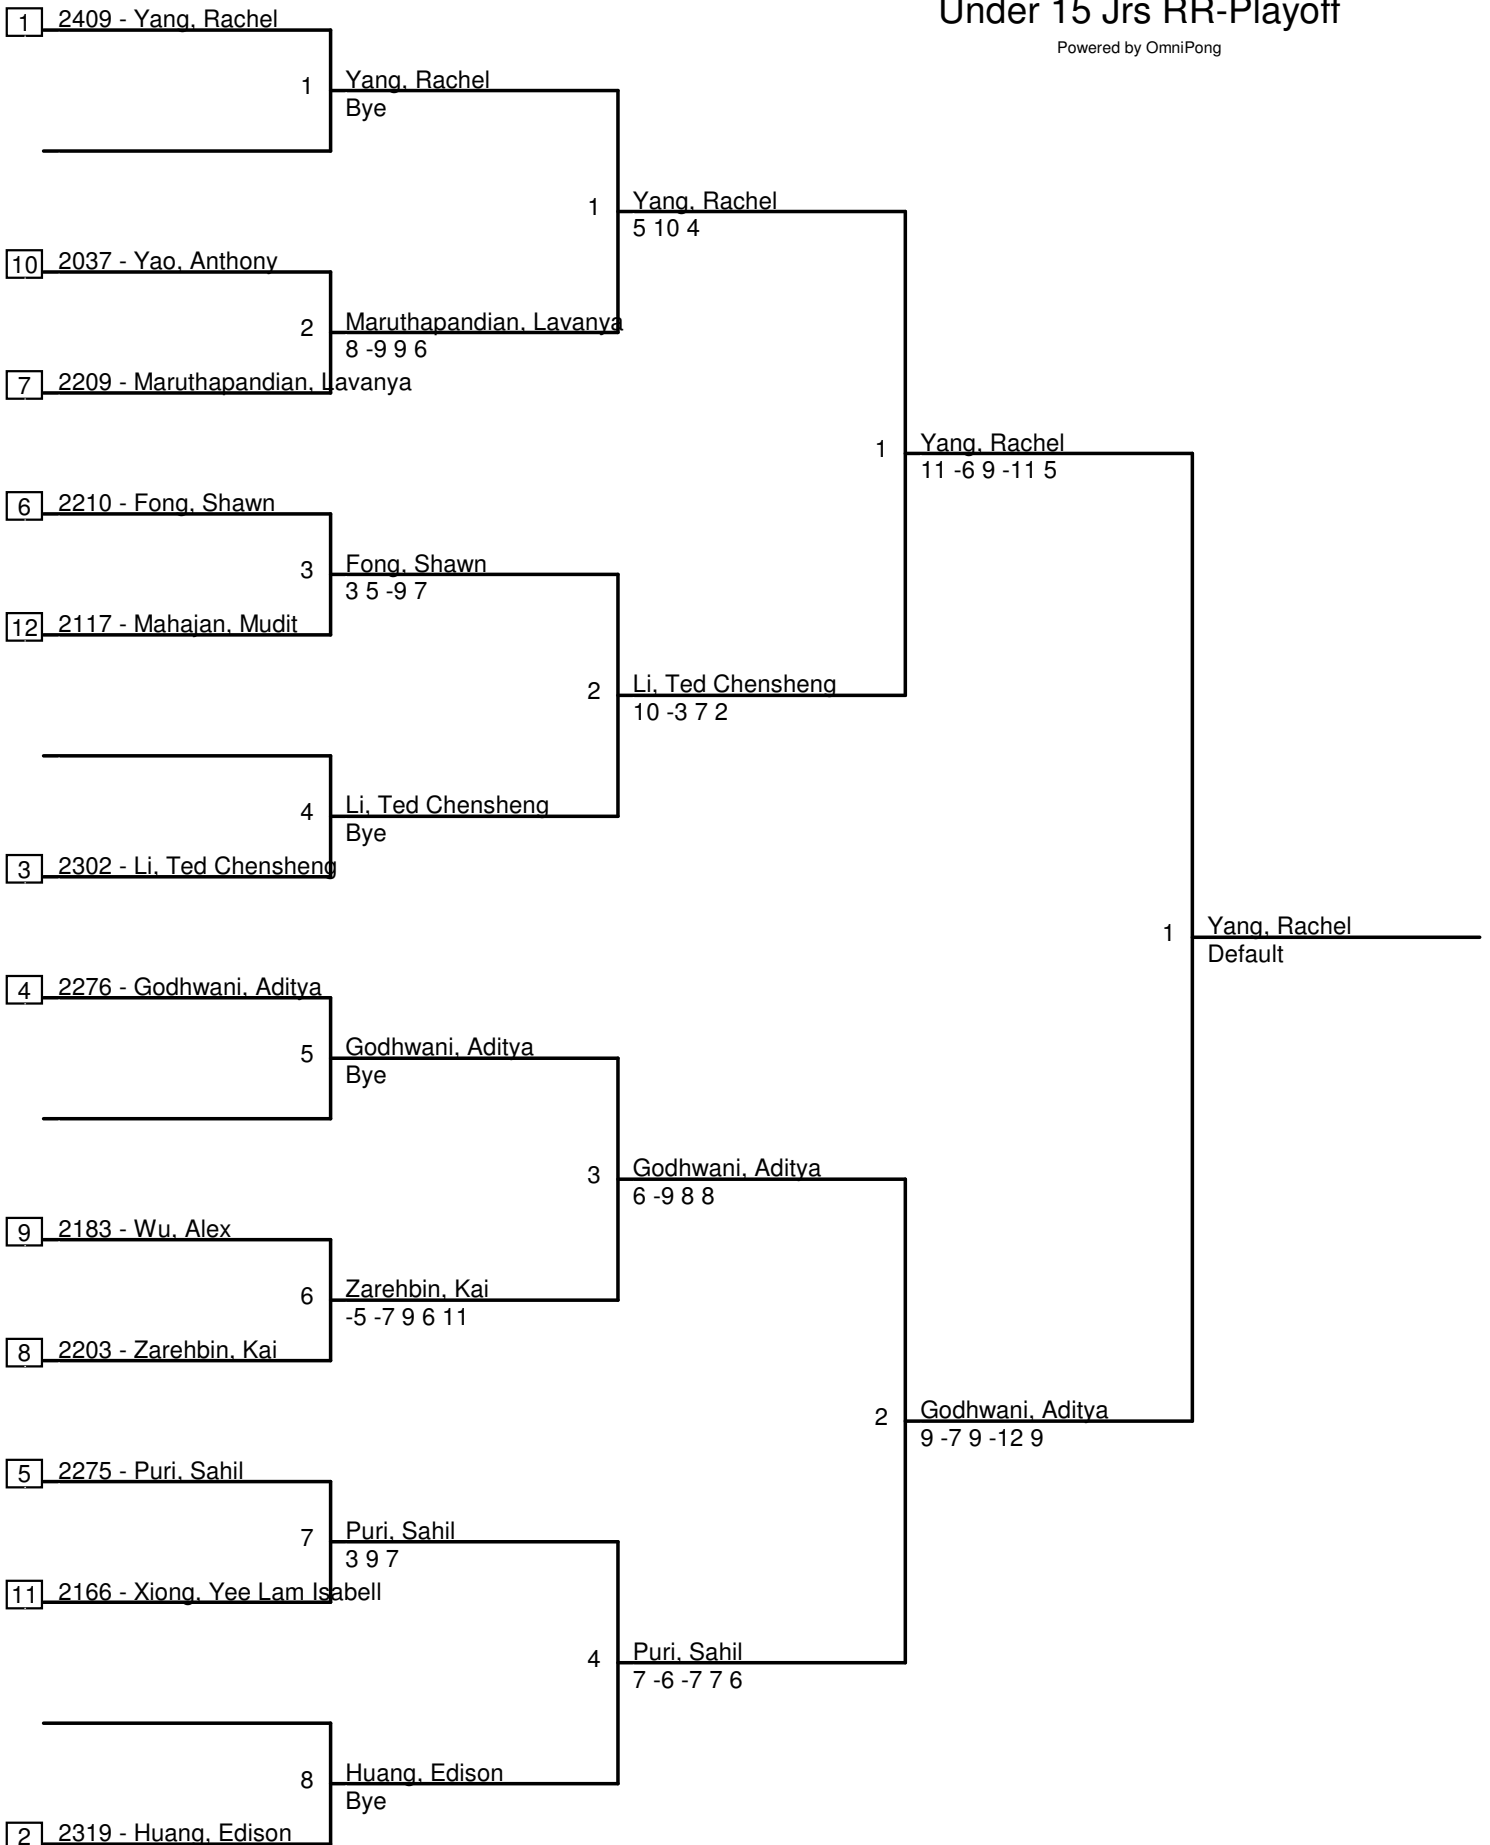 Under 15 Jrs RR-Playoff
Powered by OmniPong
1 2409 - Yang, Rachel
1 Yang, Rachel
Bye
1 Yang, Rachel
5 10 4
10 2037 - Yao, Anthony
2 Maruthapandian, Lavanya
8 -9 9 6
7 2209 - Maruthapandian, Lavanya
1 Yang, Rachel
11 -6 9 -11 5
6 2210 - Fong, Shawn
3 Fong, Shawn
3 5 -9 7
12 2117 - Mahajan, Mudit
2 Li, Ted Chensheng
10 -3 7 2
4 Li, Ted Chensheng
Bye
3 2302 - Li, Ted Chensheng
1 Yang, Rachel
Default
4 2276 - Godhwani, Aditya
5 Godhwani, Aditya
Bye
3 Godhwani, Aditya
6 -9 8 8
9 2183 - Wu, Alex
6 Zarehbin, Kai
-5 -7 9 6 11
8 2203 - Zarehbin, Kai
2 Godhwani, Aditya
9 -7 9 -12 9
5 2275 - Puri, Sahil
7 Puri, Sahil
3 9 7
11 2166 - Xiong, Yee Lam Isabell
4 Puri, Sahil
7 -6 -7 7 6
8 Huang, Edison
Bye
2 2319 - Huang, Edison